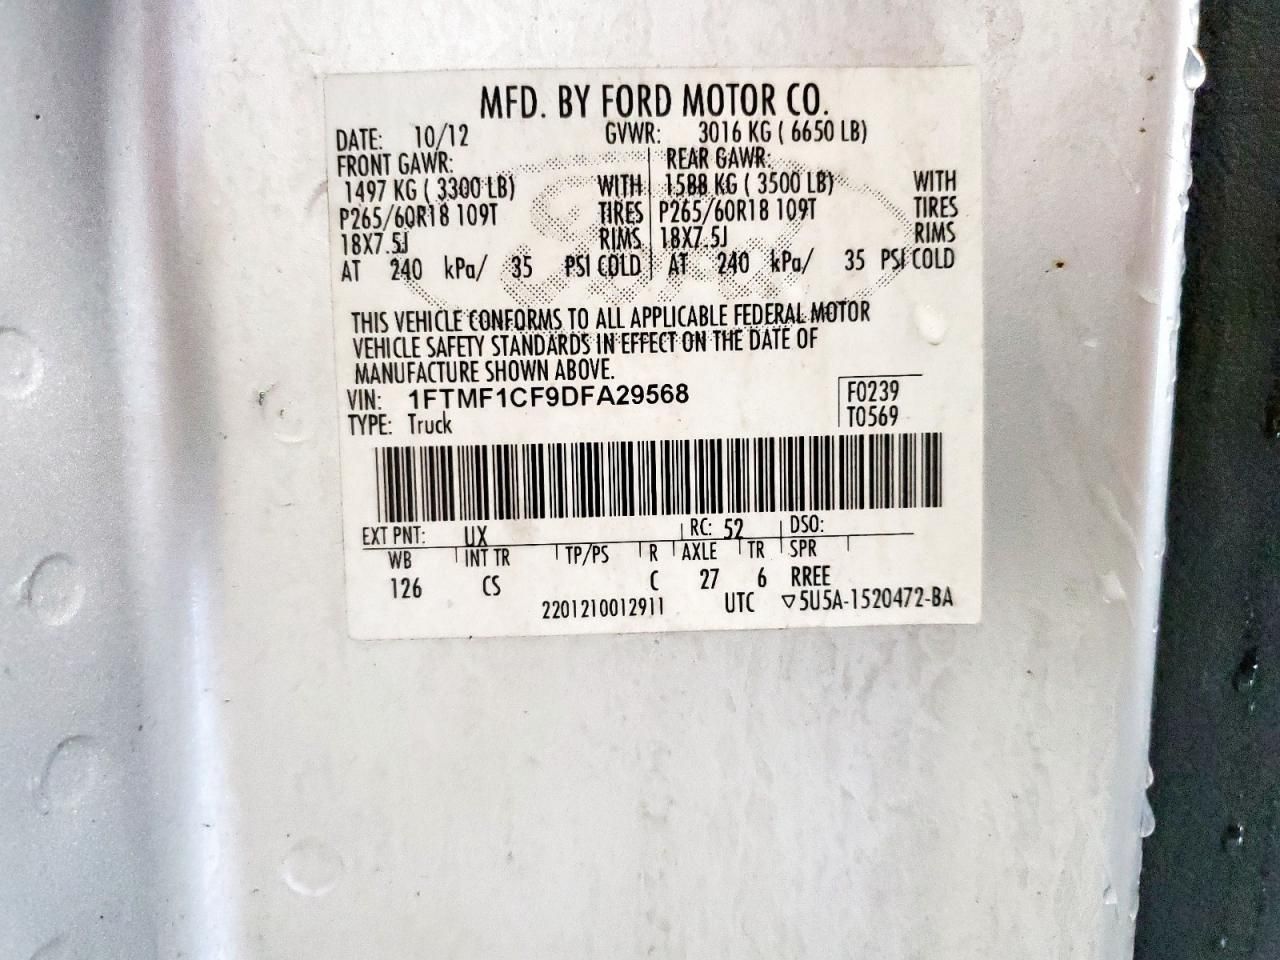 MFD. BY FORD MOTOR CO.
DATE: 10/12 GVWR: 3016 KG ( 6650 LB)
FRONT GAWR: REAR GAWR:
1497 KG ( 3300 LB) WITH 1588 KG ( 3500 LB) WITH
P265/60R18 109T TIRES P265/60R18 109T TIRES
18X7.5J RIMS 18X7.5J RIMS
AT 240 kPa/ 35 PSI COLD AT 240 kPa/ 35 PSI COLD
THIS VEHICLE CONFORMS TO ALL APPLICABLE FEDERAL MOTOR
VEHICLE SAFETY STANDARDS IN EFFECT ON THE DATE OF
MANUFACTURE SHOWN ABOVE.
VIN: 1FTMF1CF9DFA29568 F0239
TYPE: Truck T0569
EXT PNT: UX RC: 52 DSO:
WB INT TR TP/PS R AXLE TR SPR
126 CS C 27 6 RREE
2201210012911 UTC ▽5U5A-1520472-BA